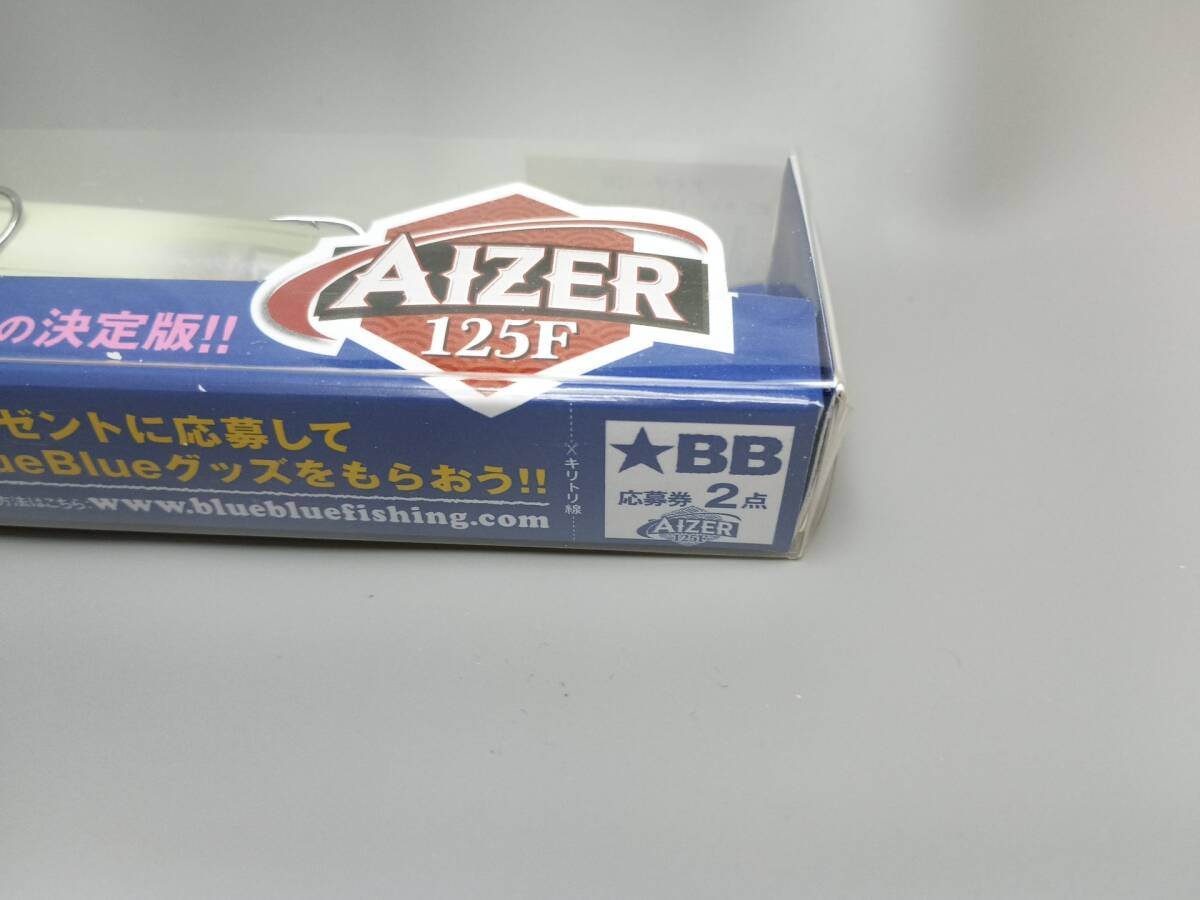 AIZER
125F
の決定版!!
ゼントに応募して
ueBlueグッズをもらおう!!
方法はこちら. www.bluebluefishing.com
キリトリ線
★BB
応募券 2点
AIZER
125F